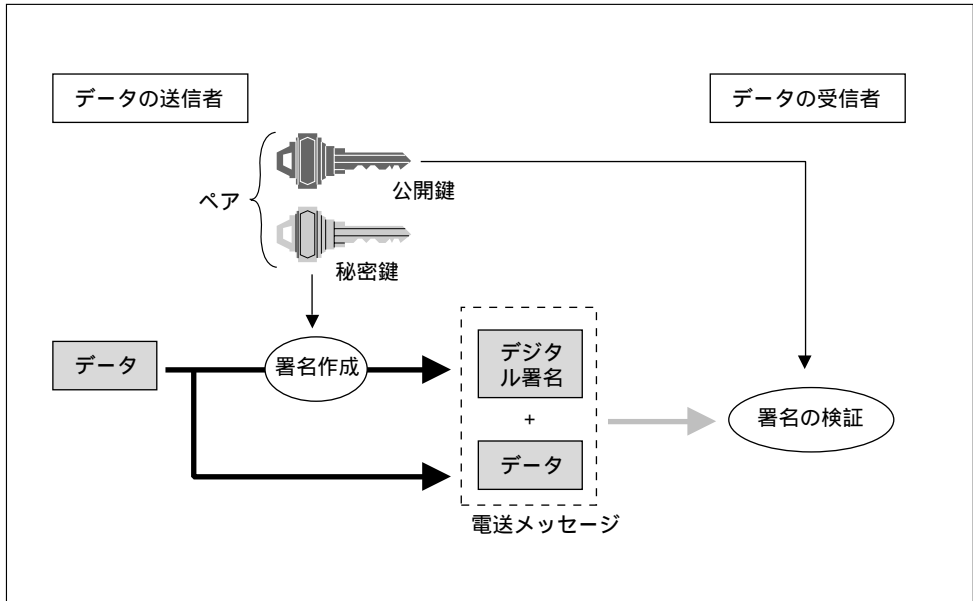 データの送信者
データの受信者
公開鍵
ペア
秘密鍵
データ
署名作成
デジタ
ル署名
+
データ
署名の検証
電送メッセージ